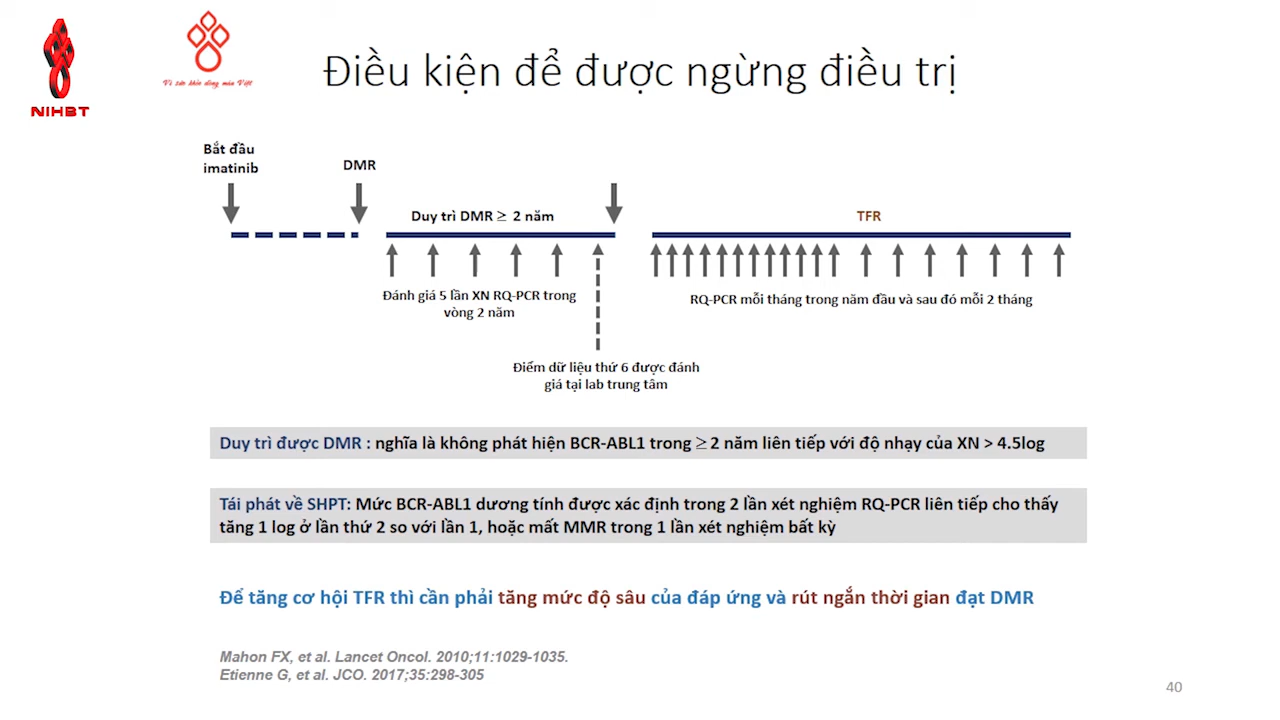 NIHBT
Vì sức khỏe dòng máu Việt
Điều kiện để được ngừng điều trị
Bắt đầu
imatinib
DMR
Duy trì DMR ≥ 2 năm
TFR
Đánh giá 5 lần XN RQ-PCR trong
vòng 2 năm
RQ-PCR mỗi tháng trong năm đầu và sau đó mỗi 2 tháng
Điểm dữ liệu thứ 6 được đánh
giá tại lab trung tâm
Duy trì được DMR : nghĩa là không phát hiện BCR-ABL1 trong ≥ 2 năm liên tiếp với độ nhạy của XN > 4.5log
Tái phát về SHPT: Mức BCR-ABL1 dương tính được xác định trong 2 lần xét nghiệm RQ-PCR liên tiếp cho thấy
tăng 1 log ở lần thứ 2 so với lần 1, hoặc mất MMR trong 1 lần xét nghiệm bất kỳ
Để tăng cơ hội TFR thì cần phải tăng mức độ sâu của đáp ứng và rút ngắn thời gian đạt DMR
Mahon FX, et al. Lancet Oncol. 2010;11:1029-1035.
Etienne G, et al. JCO. 2017;35:298-305
40